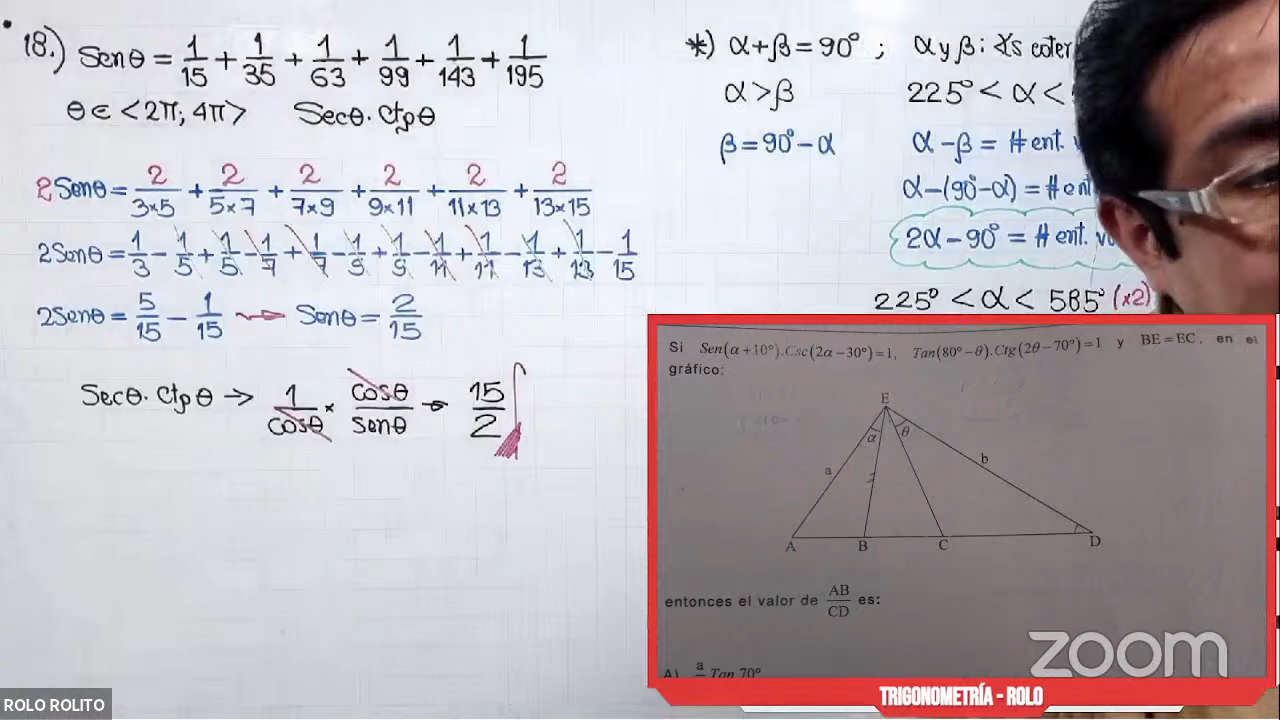 18.) Senθ = 1/15 + 1/35 + 1/63 + 1/99 + 1/143 + 1/195
θ ∈ <2π; 4π> Secθ. Ctgθ
2Senθ = 2/3×5 + 2/5×7 + 2/7×9 + 2/9×11 + 2/11×13 + 2/13×15
2Senθ = 1/3 - 1/5 + 1/5 - 1/7 + 1/7 - 1/9 + 1/9 - 1/11 + 1/11 - 1/13 + 1/13 - 1/15
2Senθ = 5/15 - 1/15 → Senθ = 2/15
Secθ. Ctgθ → 1/cosθ × cosθ/senθ → 15/2
*) α+β = 90° ; α y β : ∢s coter
α > β 225° < α <
β = 90° - α α - β = # ent.
α - (90° - α) = # ent
2α - 90° = # ent.
225° < α < 585° (×2)
Si Sen(α+10°).Csc(2α−30°)=1, Tan(80°−θ).Ctg(2θ−70°)=1 y BE=EC, en el
gráfico:
E
α θ
a b
A B C D
entonces el valor de AB/CD es:
A) a Tan 70°
zoom
TRIGONOMETRÍA - ROLO
ROLO ROLITO